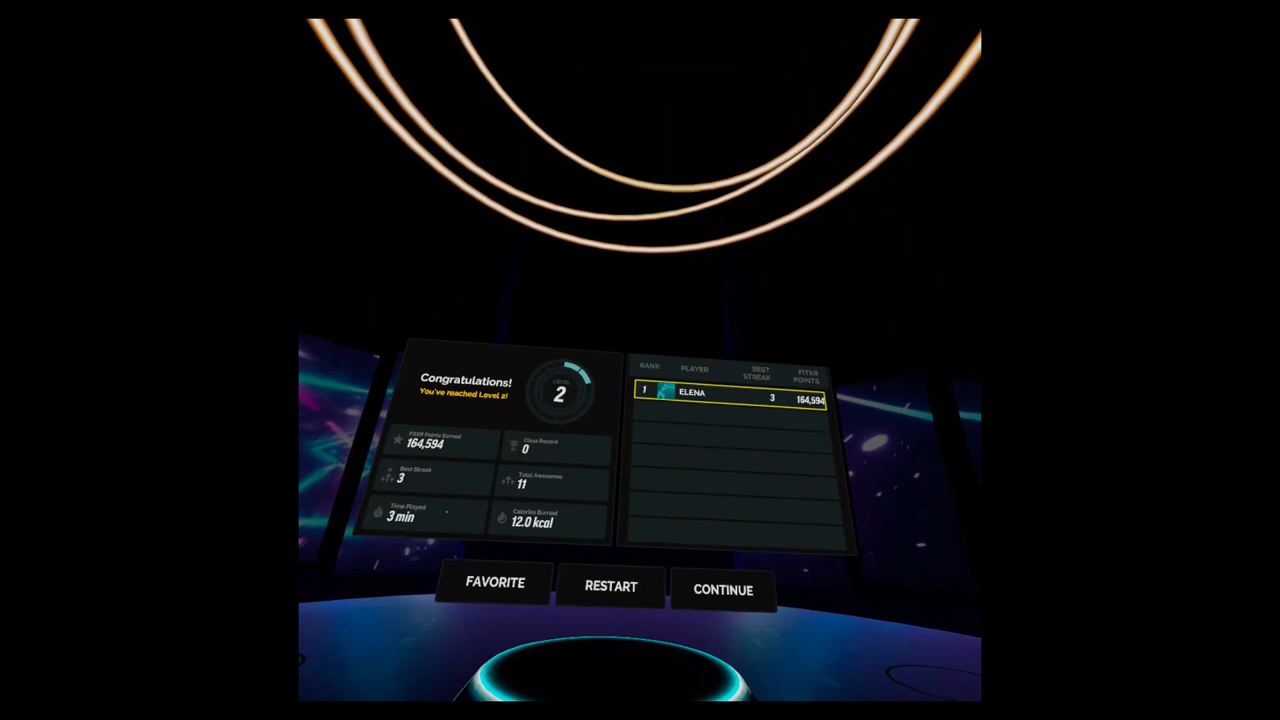 Congratulations!
You've reached Level 2!
LEVEL
2
FitXR Points Earned
164,594
Class Record
0
Best Streak
3
Total Awesomes
11
Time Played
3 min
Calories Burned
12.0 kcal
RANK PLAYER BEST STREAK FITXR POINTS
1 ELENA 3 164,594
FAVORITE RESTART CONTINUE